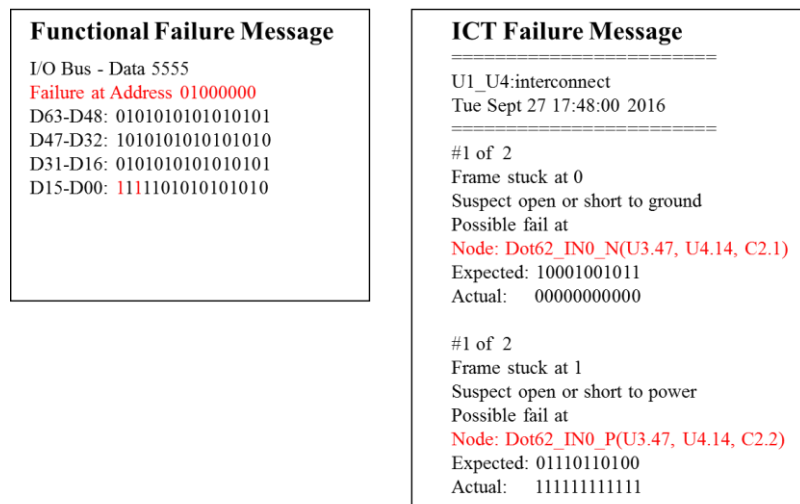 Functional Failure Message
I/O Bus - Data 5555
Failure at Address 01000000
D63-D48: 0101010101010101
D47-D32: 1010101010101010
D31-D16: 0101010101010101
D15-D00: 1111101010101010
ICT Failure Message
========================
U1_U4:interconnect
Tue Sept 27 17:48:00 2016
========================
#1 of 2
Frame stuck at 0
Suspect open or short to ground
Possible fail at
Node: Dot62_IN0_N(U3.47, U4.14, C2.1)
Expected: 10001001011
Actual: 00000000000
#1 of 2
Frame stuck at 1
Suspect open or short to power
Possible fail at
Node: Dot62_IN0_P(U3.47, U4.14, C2.2)
Expected: 01110110100
Actual: 111111111111